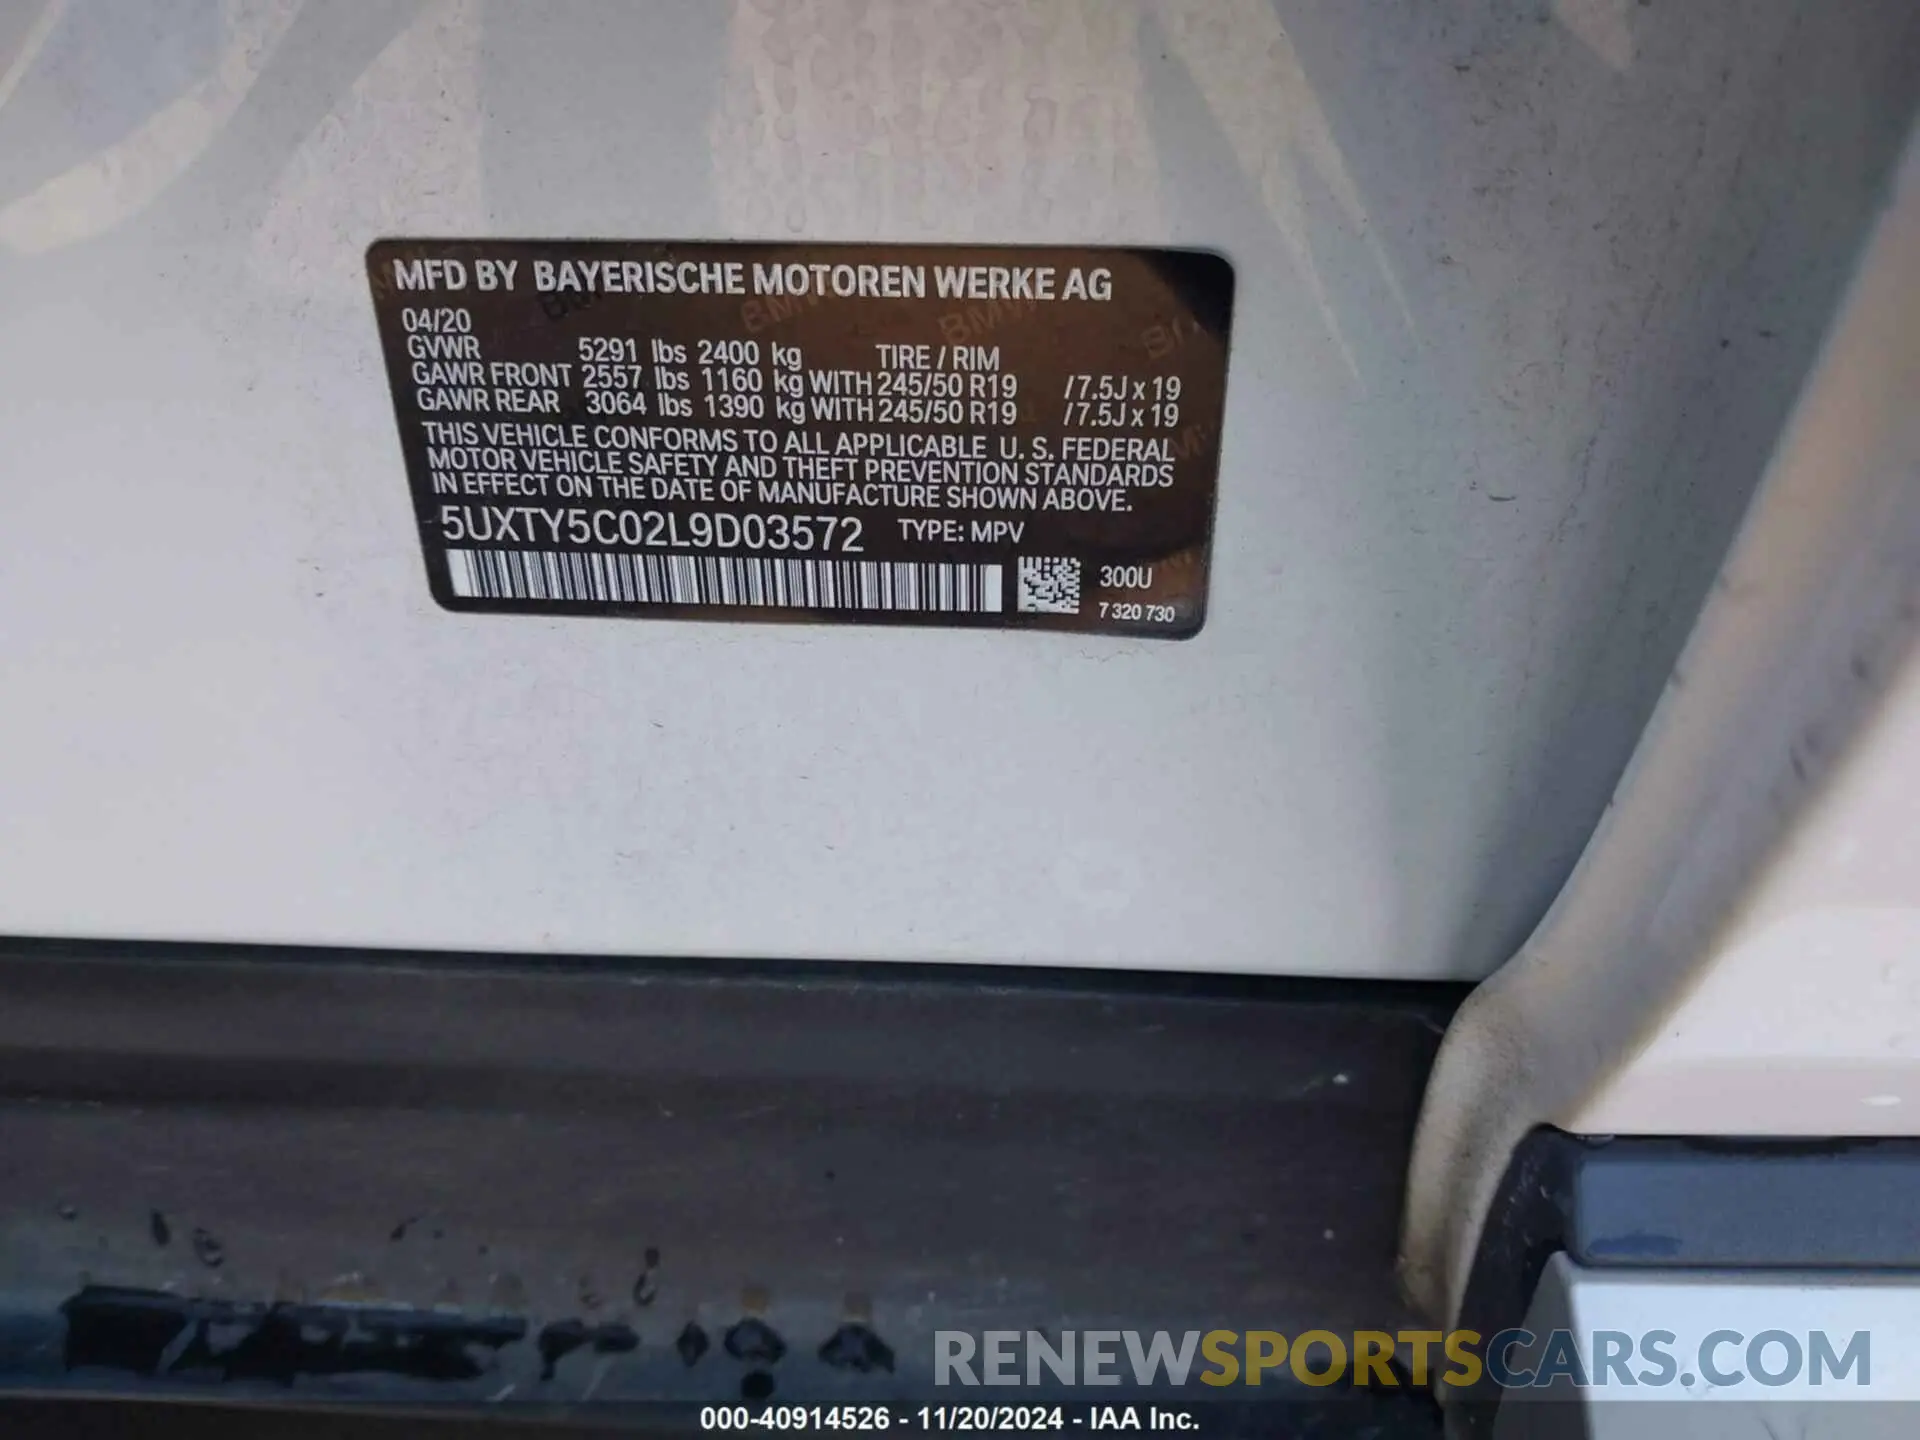 MFD BY BAYERISCHE MOTOREN WERKE AG
04/20
GVWR 5291 lbs 2400 kg TIRE / RIM
GAWR FRONT 2557 lbs 1160 kg WITH 245/50 R19 /7.5J x 19
GAWR REAR 3064 lbs 1390 kg WITH 245/50 R19 /7.5J x 19
THIS VEHICLE CONFORMS TO ALL APPLICABLE U. S. FEDERAL
MOTOR VEHICLE SAFETY AND THEFT PREVENTION STANDARDS
IN EFFECT ON THE DATE OF MANUFACTURE SHOWN ABOVE.
5UXTY5C02L9D03572 TYPE: MPV
300U
7 320 730
RENEWSPORTSCARS.COM
000-40914526 - 11/20/2024 - IAA Inc.